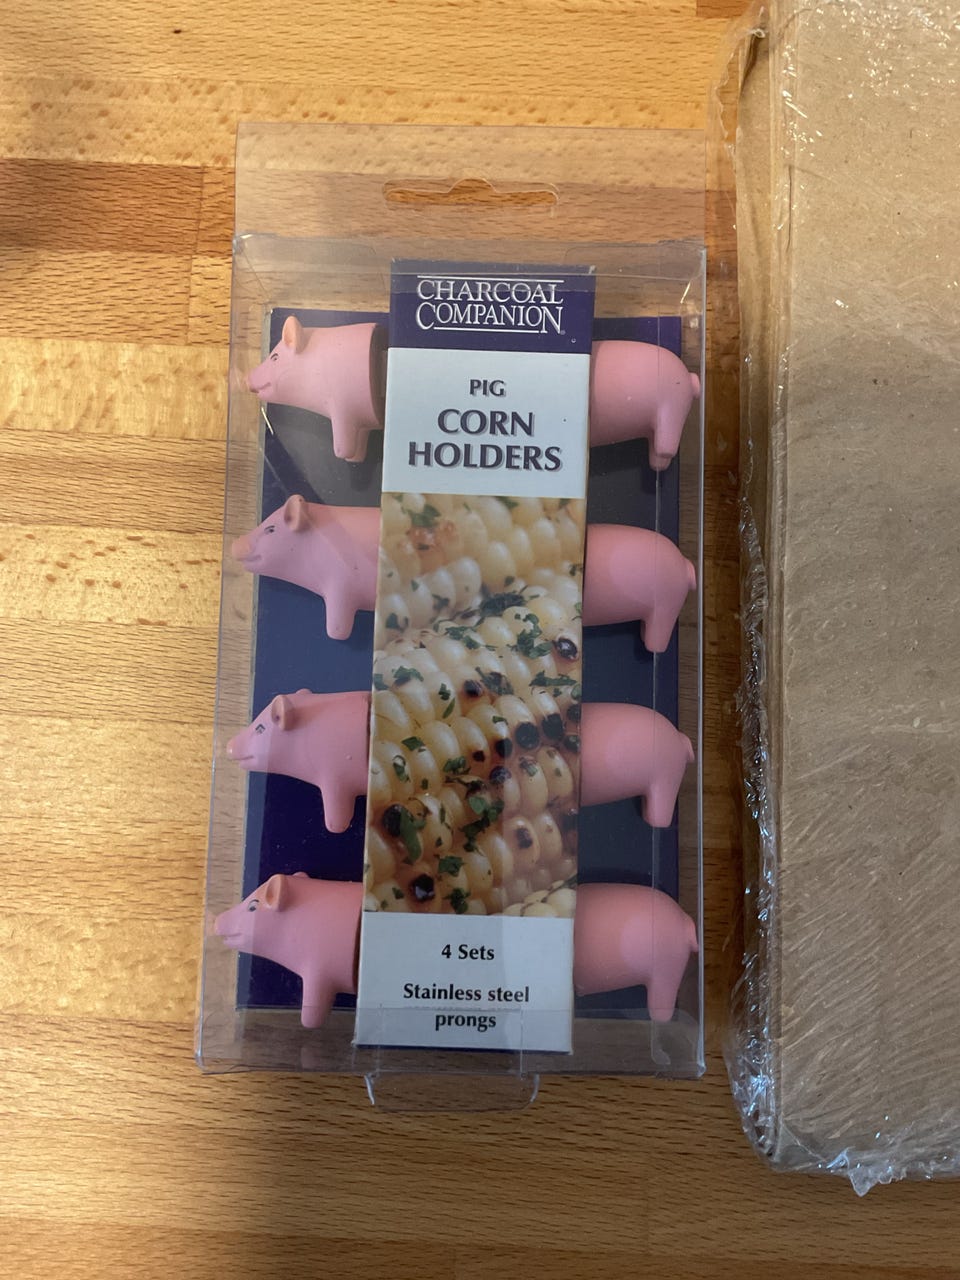 CHARCOAL
COMPANION
PIG
CORN
HOLDERS
4 Sets
Stainless steel
prongs